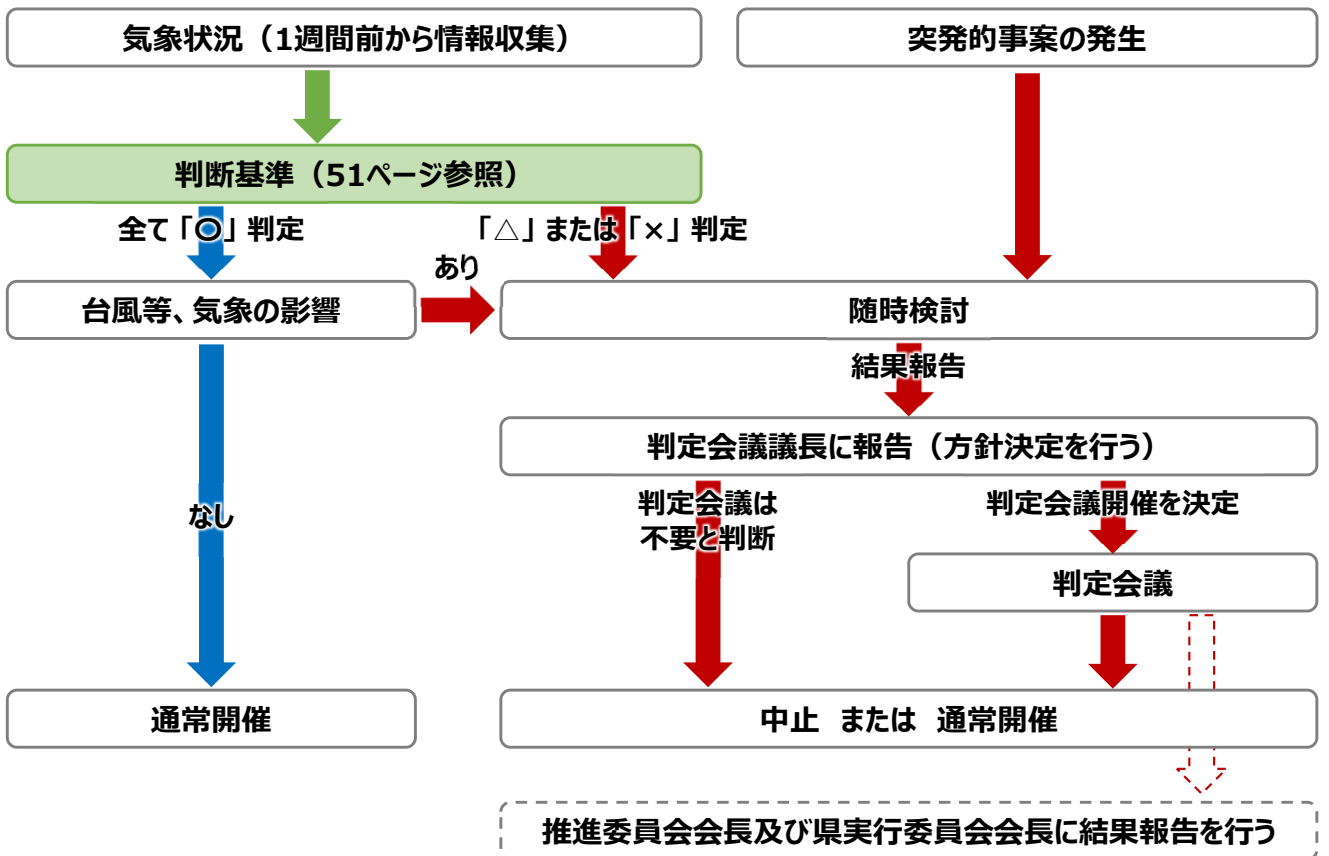 気象状況（1週間前から情報収集）
突発的事案の発生
判断基準（51ページ参照）
全て「〇」判定
「△」または「×」判定
あり
台風等、気象の影響
随時検討
結果報告
判定会議議長に報告（方針決定を行う）
なし
判定会議は
不要と判断
判定会議開催を決定
判定会議
通常開催
中止 または 通常開催
推進委員会会長及び県実行委員会会長に結果報告を行う